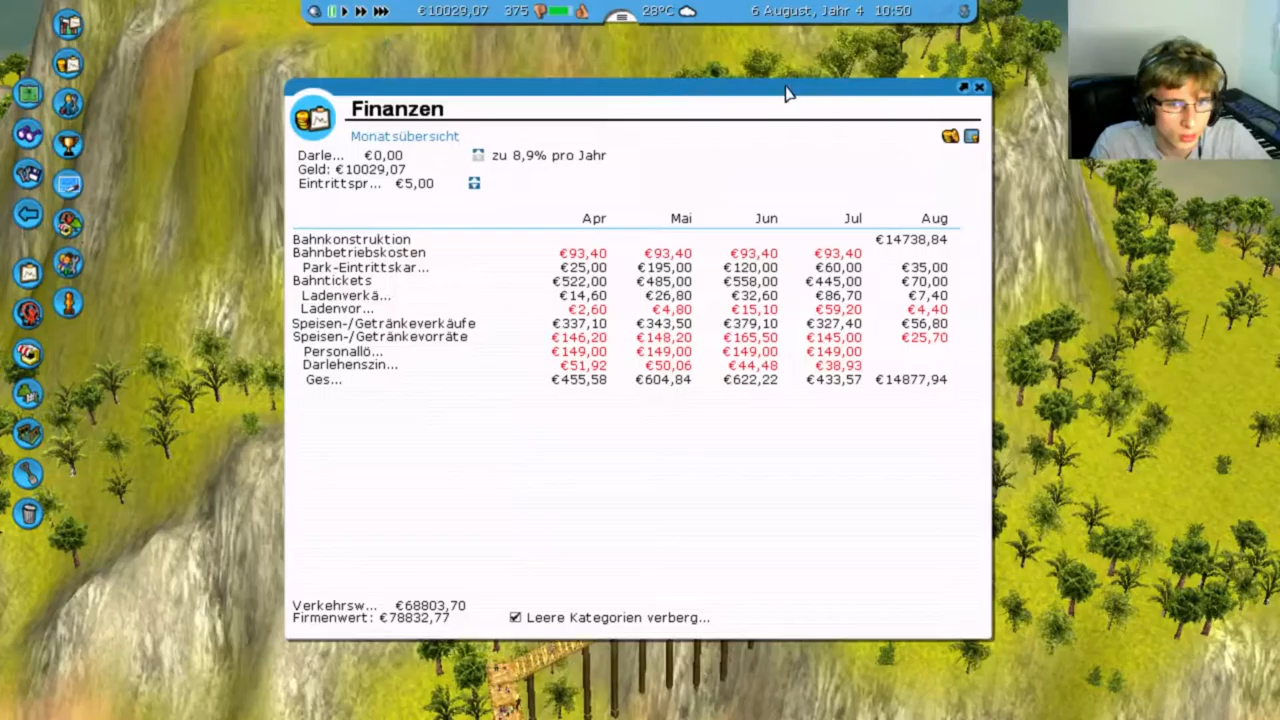 €10029,07 375 28°C 6 August, Jahr 4 10:50
Finanzen
Monatsübersicht
Darle... €0,00 zu 8,9% pro Jahr
Geld: €10029,07
Eintrittspr... €5,00
Apr Mai Jun Jul Aug
Bahnkonstruktion €14738,84
Bahnbetriebskosten €93,40 €93,40 €93,40 €93,40
Park-Eintrittskar... €25,00 €195,00 €120,00 €60,00 €35,00
Bahntickets €522,00 €485,00 €558,00 €445,00 €70,00
Ladenverkä... €14,60 €26,80 €32,60 €86,70 €7,40
Ladenvor... €2,60 €4,80 €15,10 €59,20 €4,40
Speisen-/Getränkeverkäufe €337,10 €343,50 €379,10 €327,40 €56,80
Speisen-/Getränkevorräte €146,20 €148,20 €165,50 €145,00 €25,70
Personallö... €149,00 €149,00 €149,00 €149,00
Darlehenszin... €51,92 €50,06 €44,48 €38,93
Ges... €455,58 €604,84 €622,22 €433,57 €14877,94
Verkehrsw... €68803,70
Firmenwert: €78832,77 Leere Kategorien verberg...